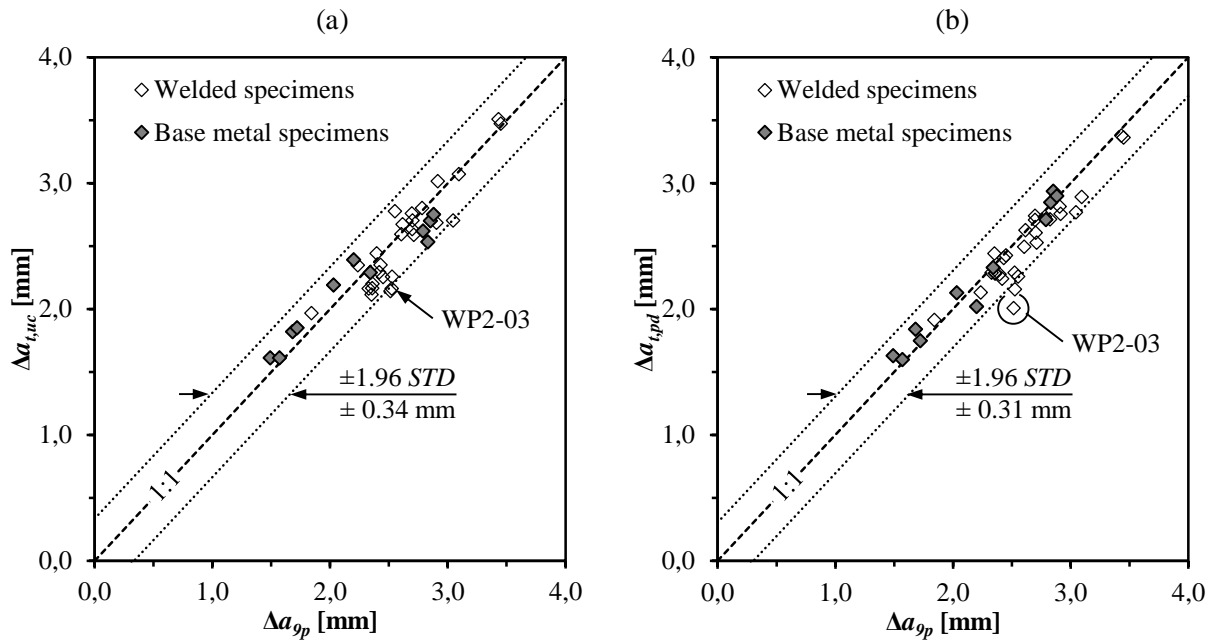 (a)
4,0
3,0
2,0
1,0
0,0
Δa_t,uc [mm]
Welded specimens
Base metal specimens
WP2-03
±1.96 STD
± 0.34 mm
1:1
0,0 1,0 2,0 3,0 4,0
Δa_9p [mm]
(b)
4,0
3,0
2,0
1,0
0,0
Δa_t,pd [mm]
Welded specimens
Base metal specimens
WP2-03
±1.96 STD
± 0.31 mm
1:1
0,0 1,0 2,0 3,0 4,0
Δa_9p [mm]